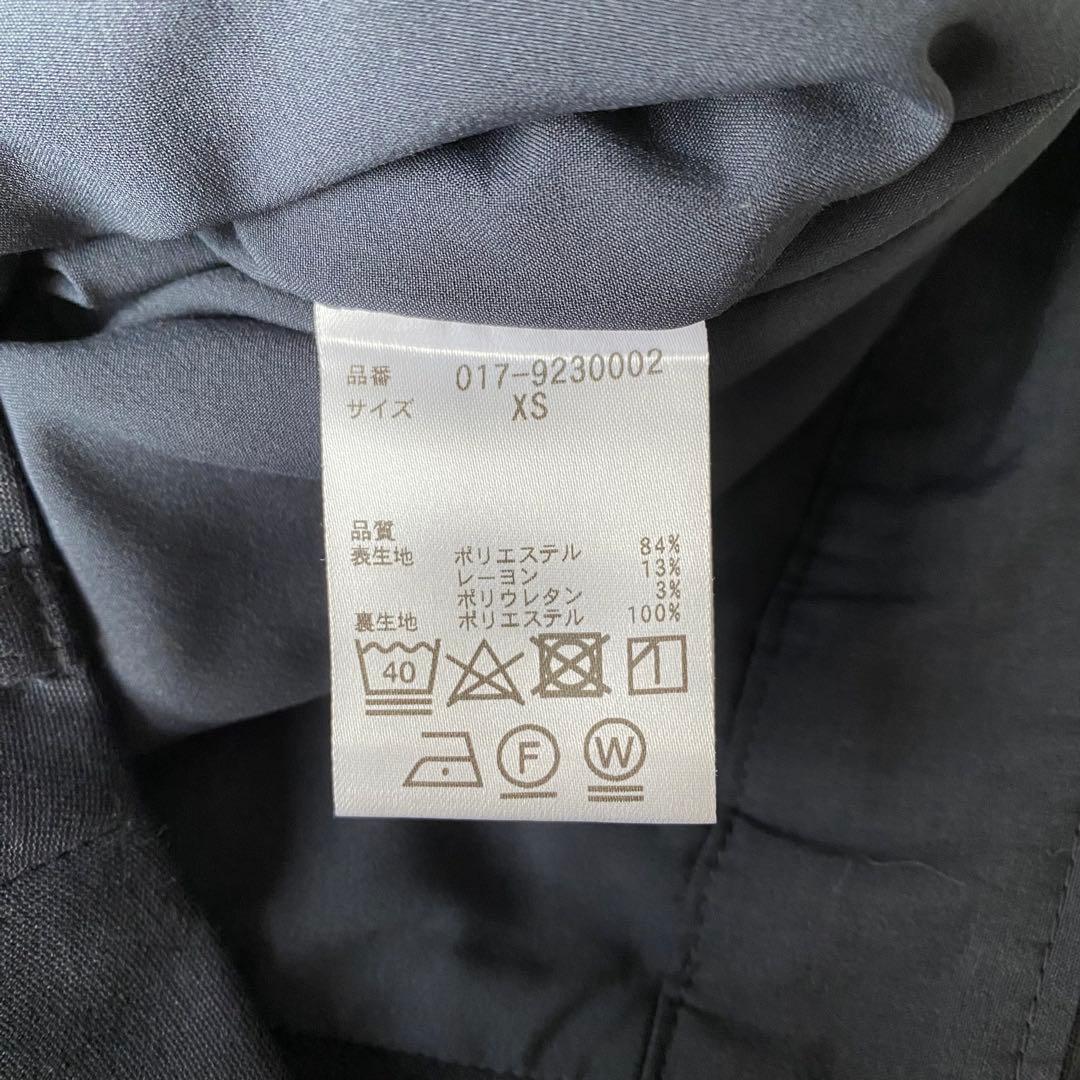 品番 017-9230002
サイズ XS
品質
表生地 ポリエステル 84%
レーヨン 13%
ポリウレタン 3%
裏生地 ポリエステル 100%
40
F W